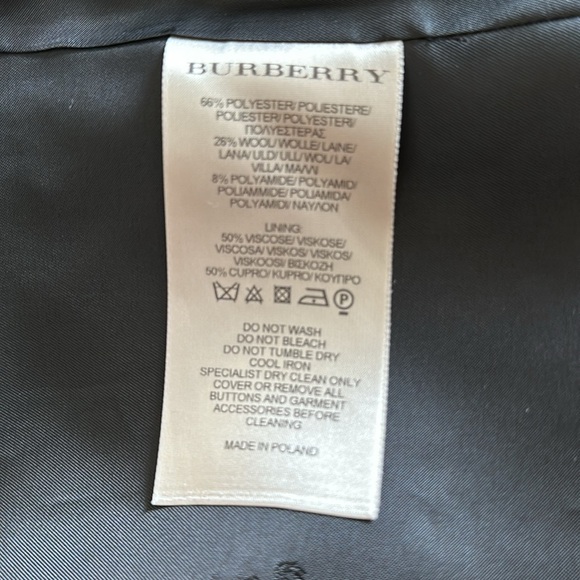 BURBERRY
66% POLYESTER/ POLIESTERE/
POLIESTER/ POLYESTER/
ΠΟΛΥΕΣΤΕΡΑΣ
26% WOOL/ WOLLE/ LAINE/
LANA/ ULD/ ULL/ WOL/ LA/
VILLA/ ΜΑΛΛΙ
8% POLYAMIDE/ POLYAMID/
POLIAMMIDE/ POLIAMIDA/
POLYAMIDI/ ΝΑΥΛΟΝ
LINING:
50% VISCOSE/ VISKOSE/
VISCOSA/ VISKOS/ VISKOS/
VISKOOSI/ ΒΙΣΚΟΖΗ
50% CUPRO/ KUPRO/ ΚΟΥΠΡΟ
P
DO NOT WASH
DO NOT BLEACH
DO NOT TUMBLE DRY
COOL IRON
SPECIALIST DRY CLEAN ONLY
COVER OR REMOVE ALL
BUTTONS AND GARMENT
ACCESSORIES BEFORE
CLEANING
MADE IN POLAND